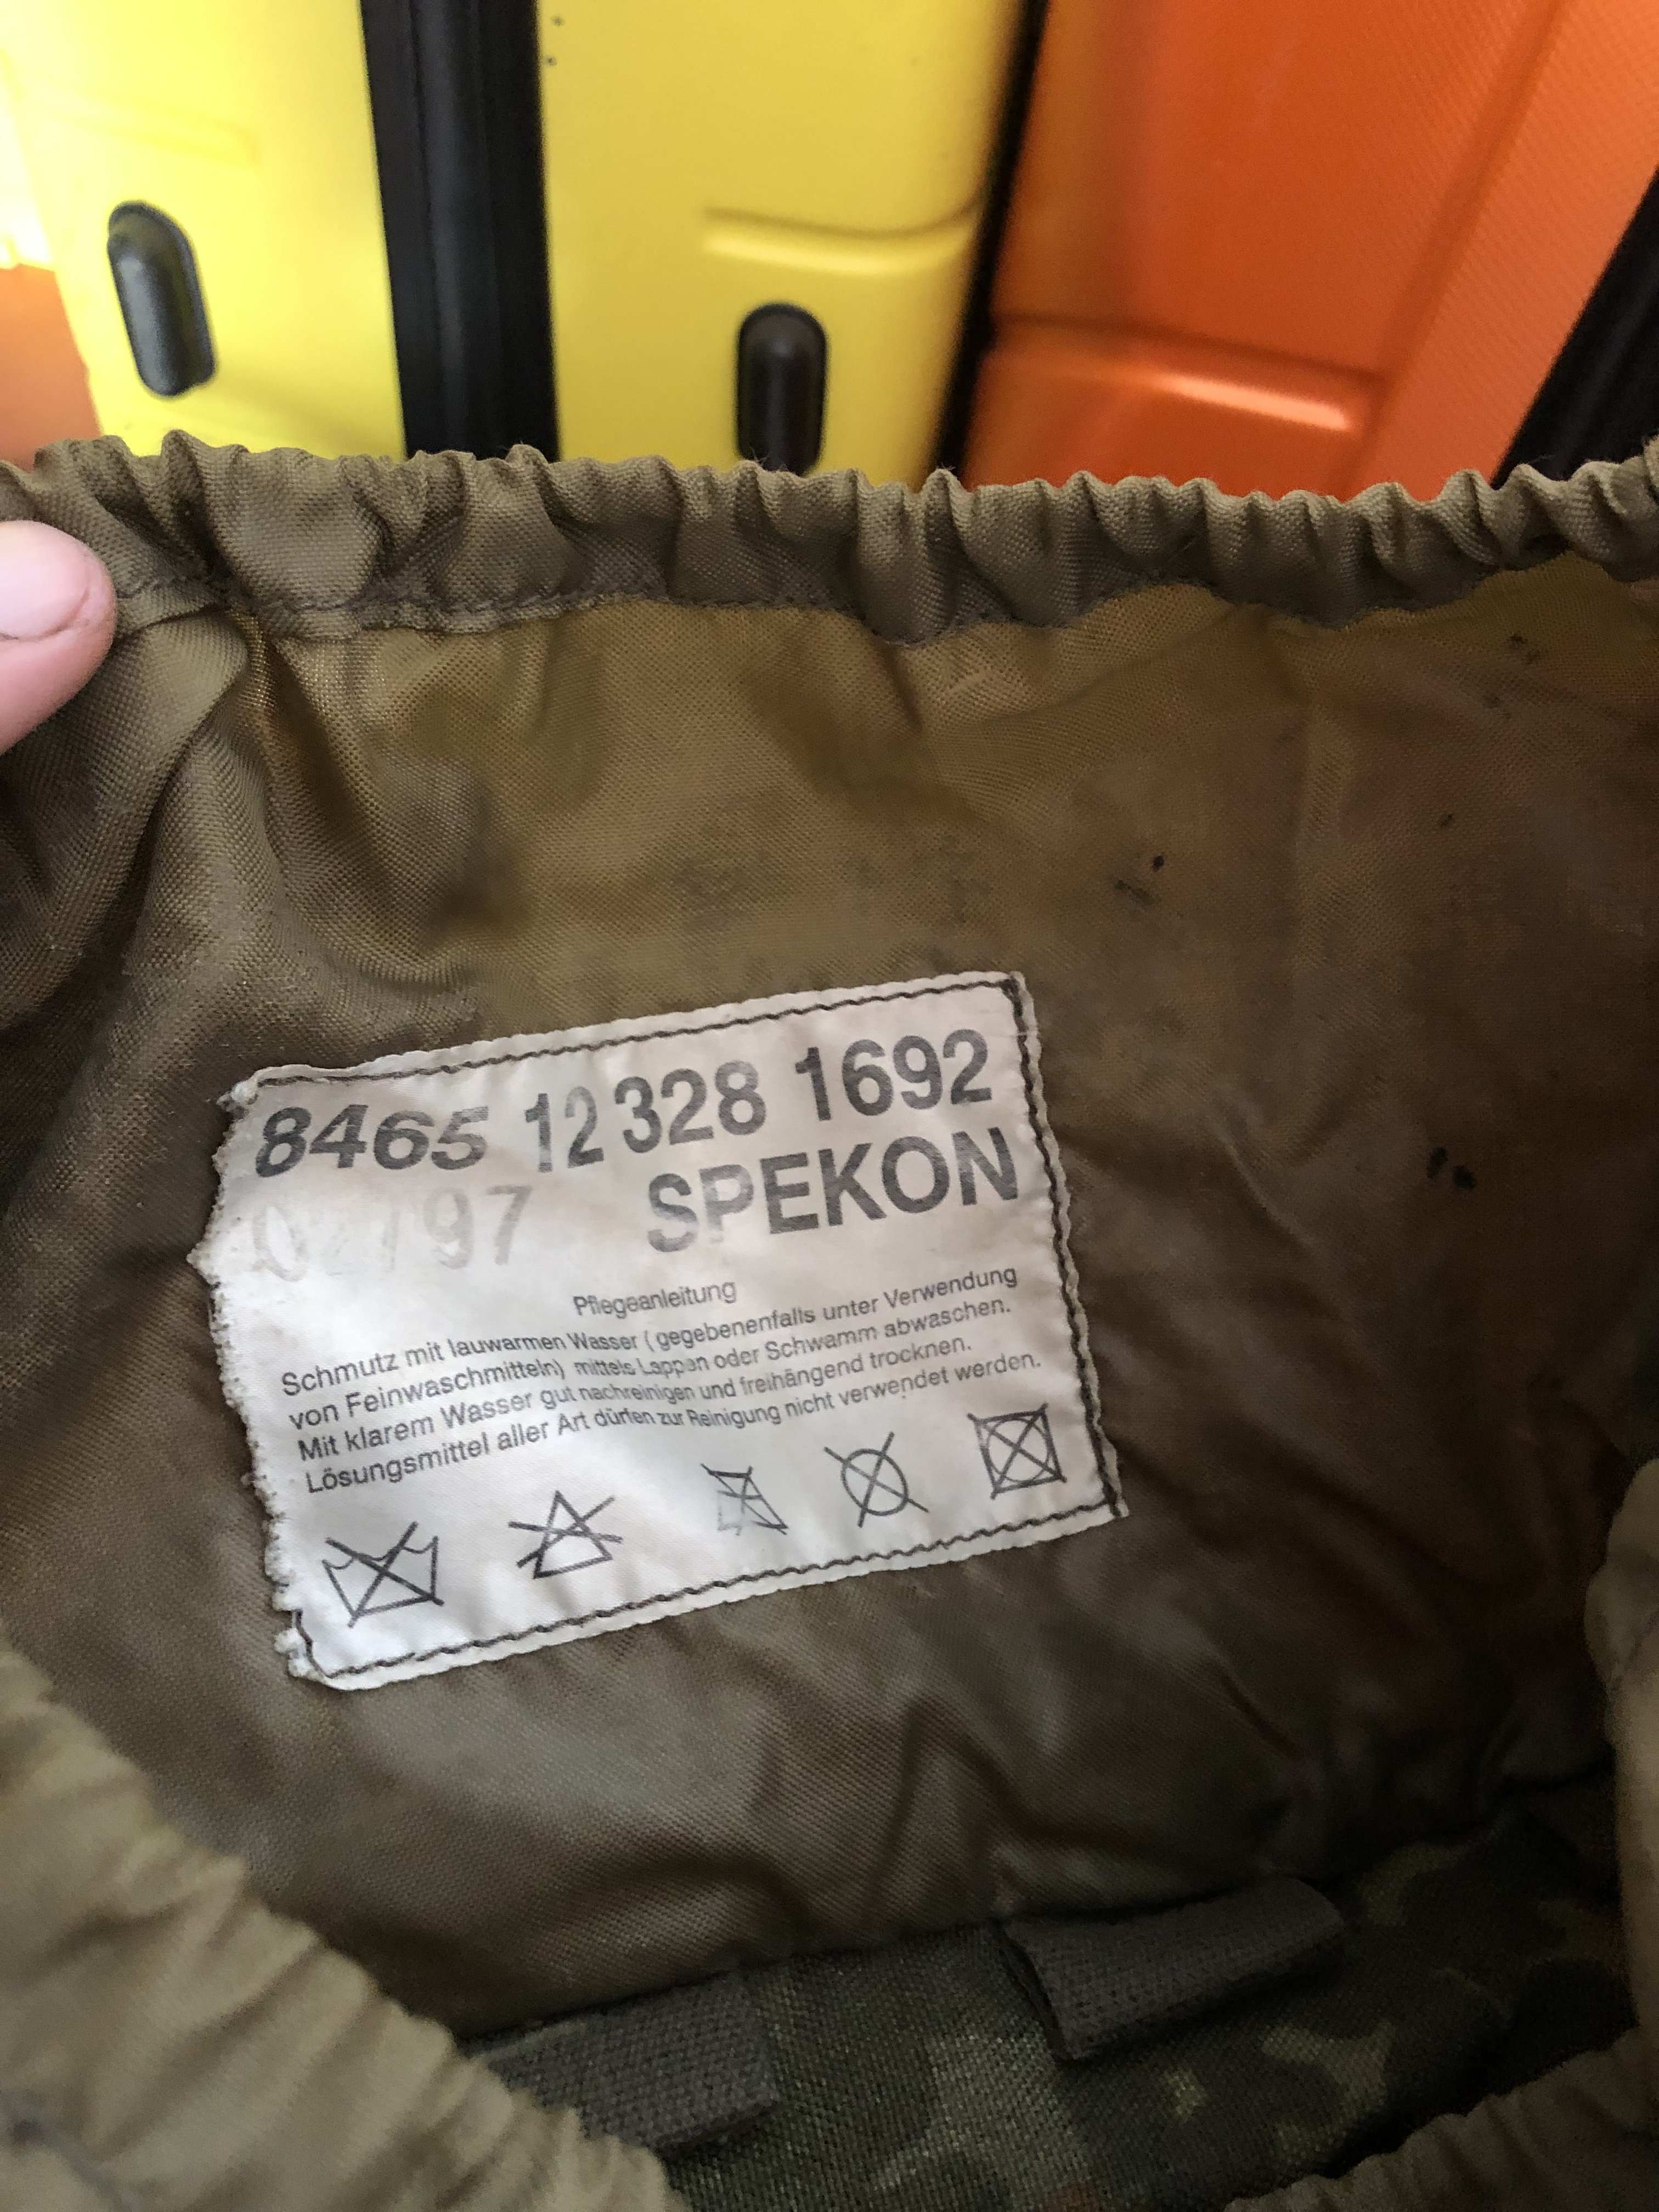 8465 12 328 1692
/97 SPEKON
Pflegeanleitung
Schmutz mit lauwarmen Wasser ( gegebenenfalls unter Verwendung
von Feinwaschmitteln) mittels Lappen oder Schwamm abwaschen.
Mit klarem Wasser gut nachreinigen und freihängend trocknen.
Lösungsmittel aller Art dürfen zur Reinigung nicht verwendet werden.